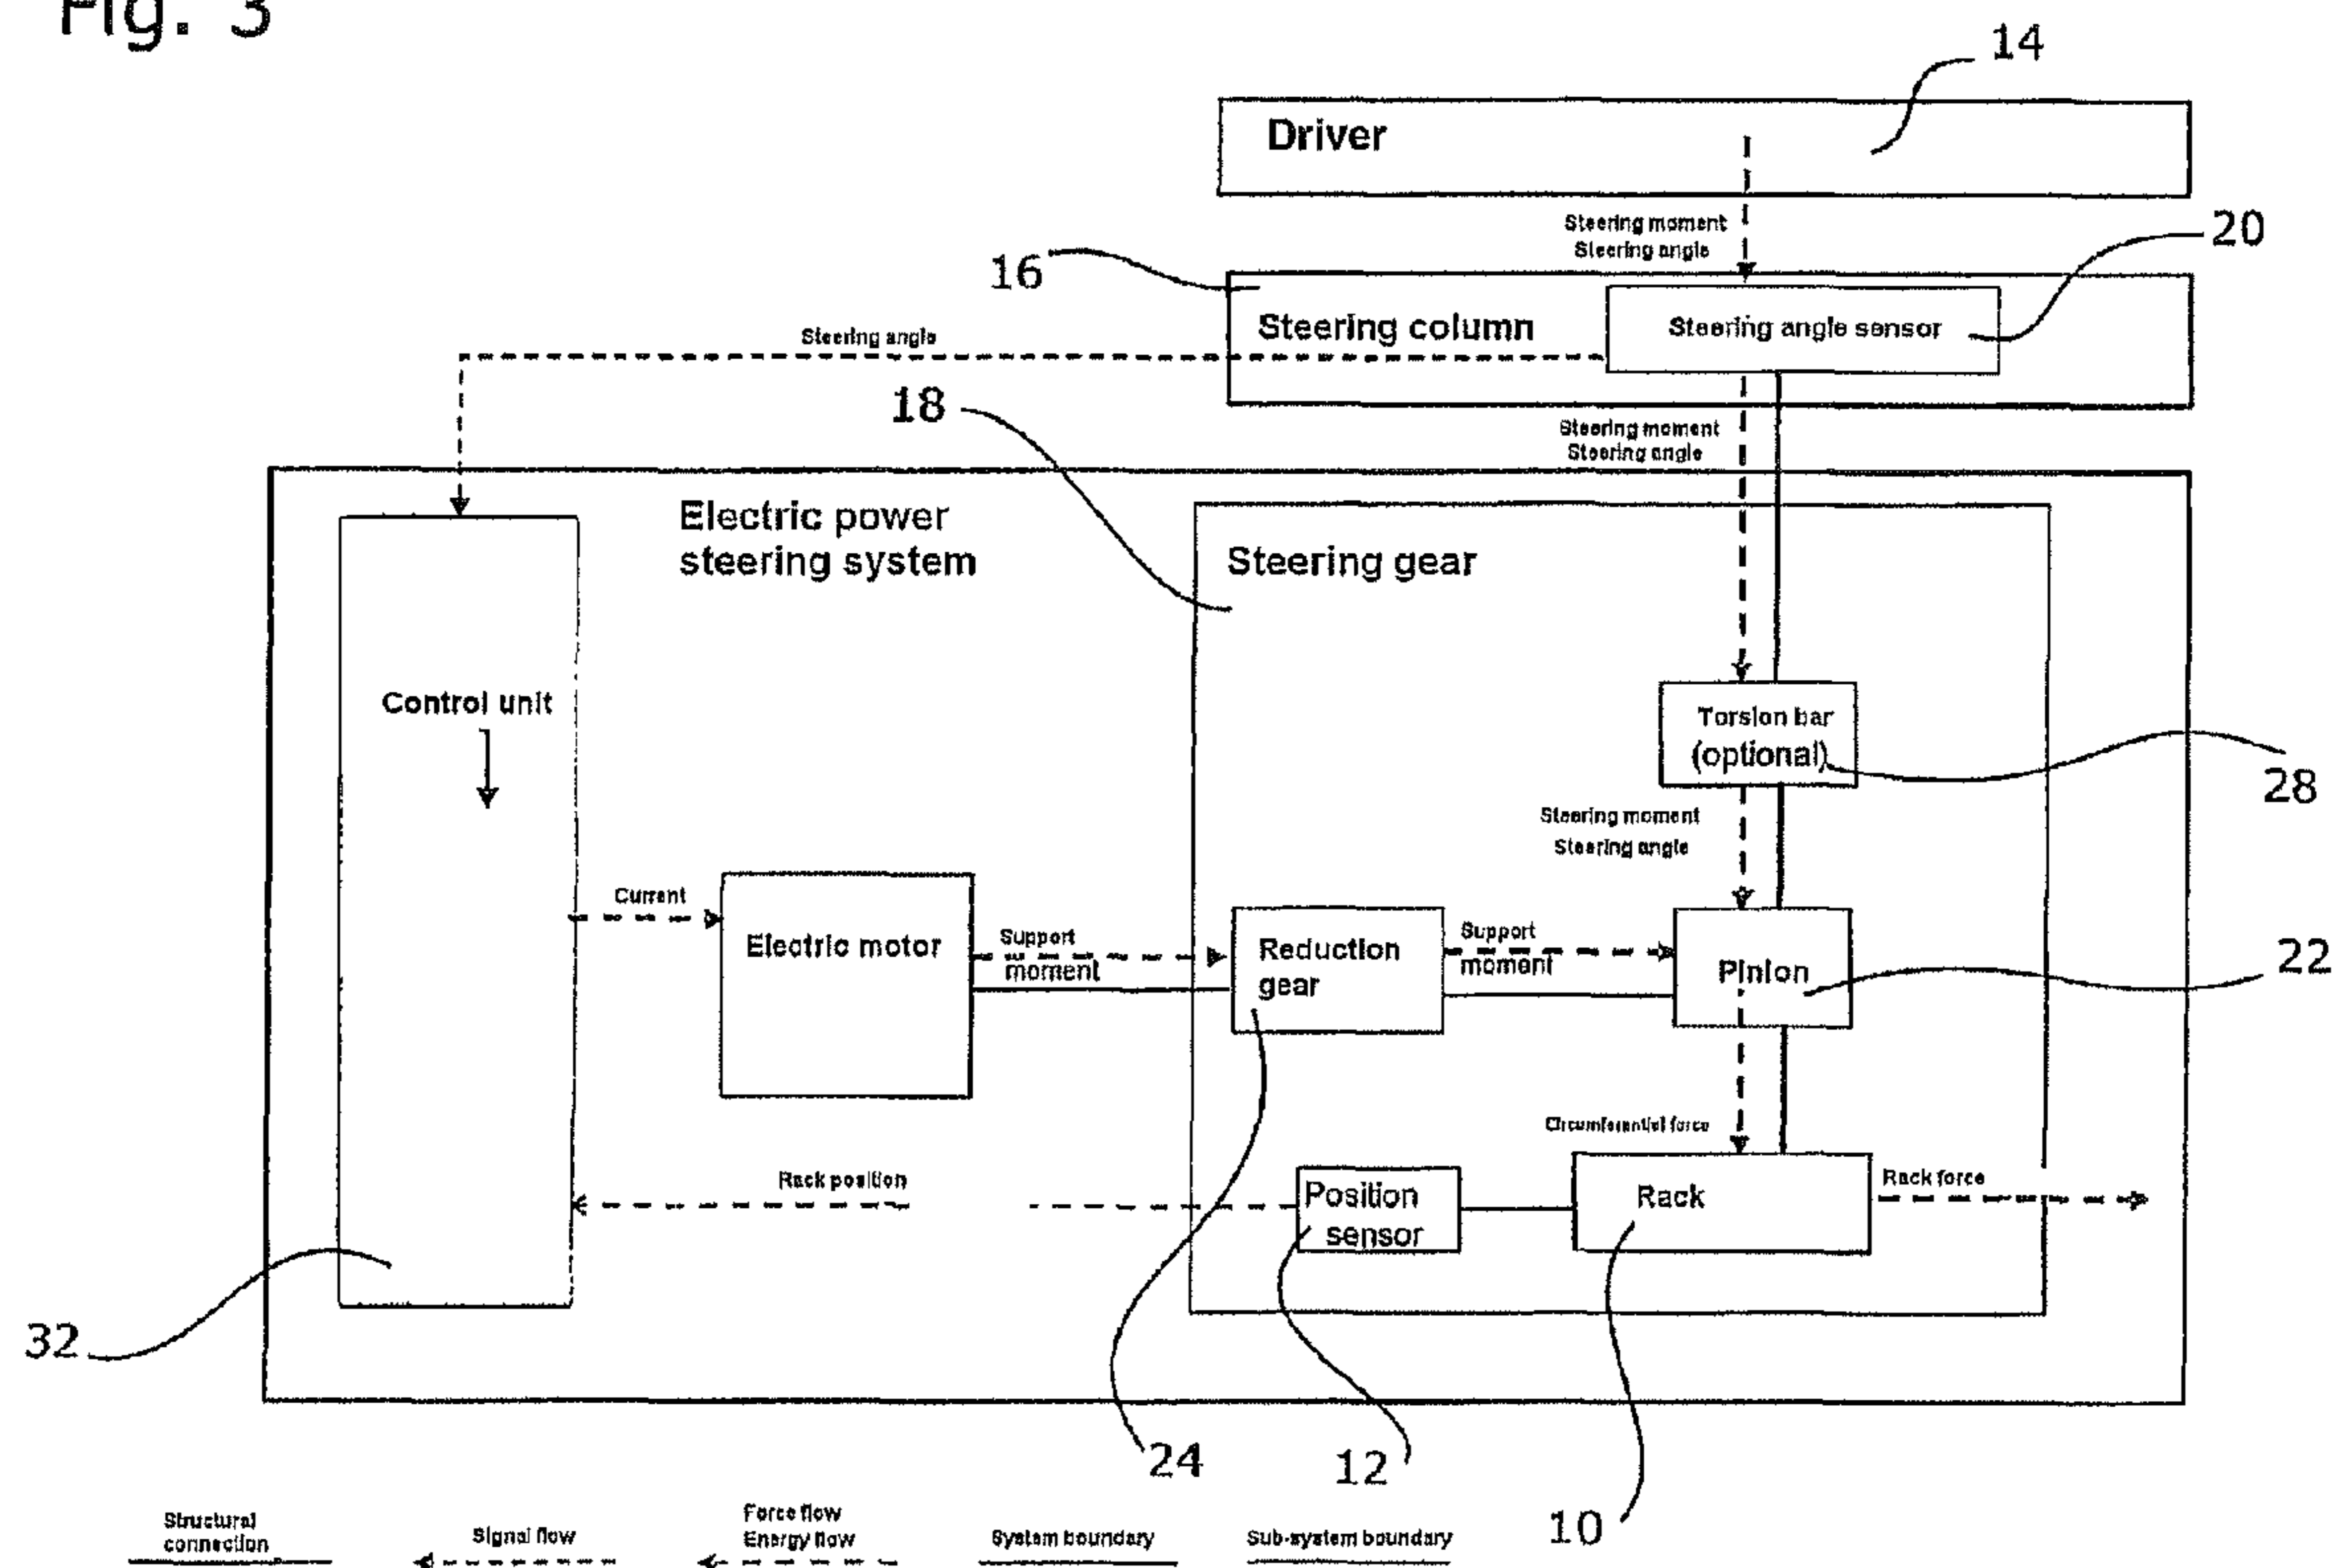 Fig. 3
14
Driver
Steering moment
Steering angle
20
16
Steering column
Steering angle sensor
Steering angle
18
Steering moment
Steering angle
Electric power
steering system
Steering gear
Control unit
Torsion bar
(optional)
28
Steering moment
Steering angle
Current
Electric motor
Support
moment
Reduction
gear
Support
moment
Pinion
22
Circumferential force
Rack position
Position
sensor
Rack
Rack force
32
24
12
10
Structural
connection
Signal flow
Force flow
Energy flow
System boundary
Sub-system boundary